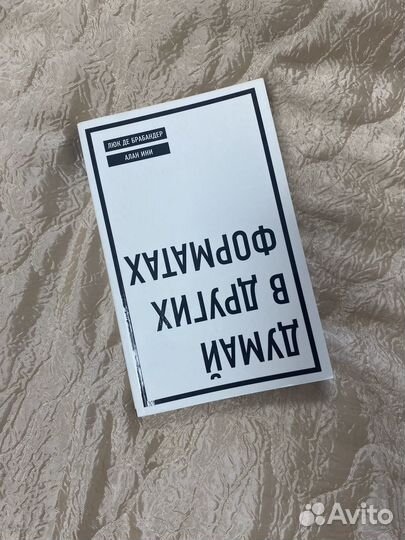 ЛЮК ДЕ БРАБАНДЕР
АЛАН ИНИ
ДУМАЙ
В ДРУГИХ
ФОРМАТАХ
Avito